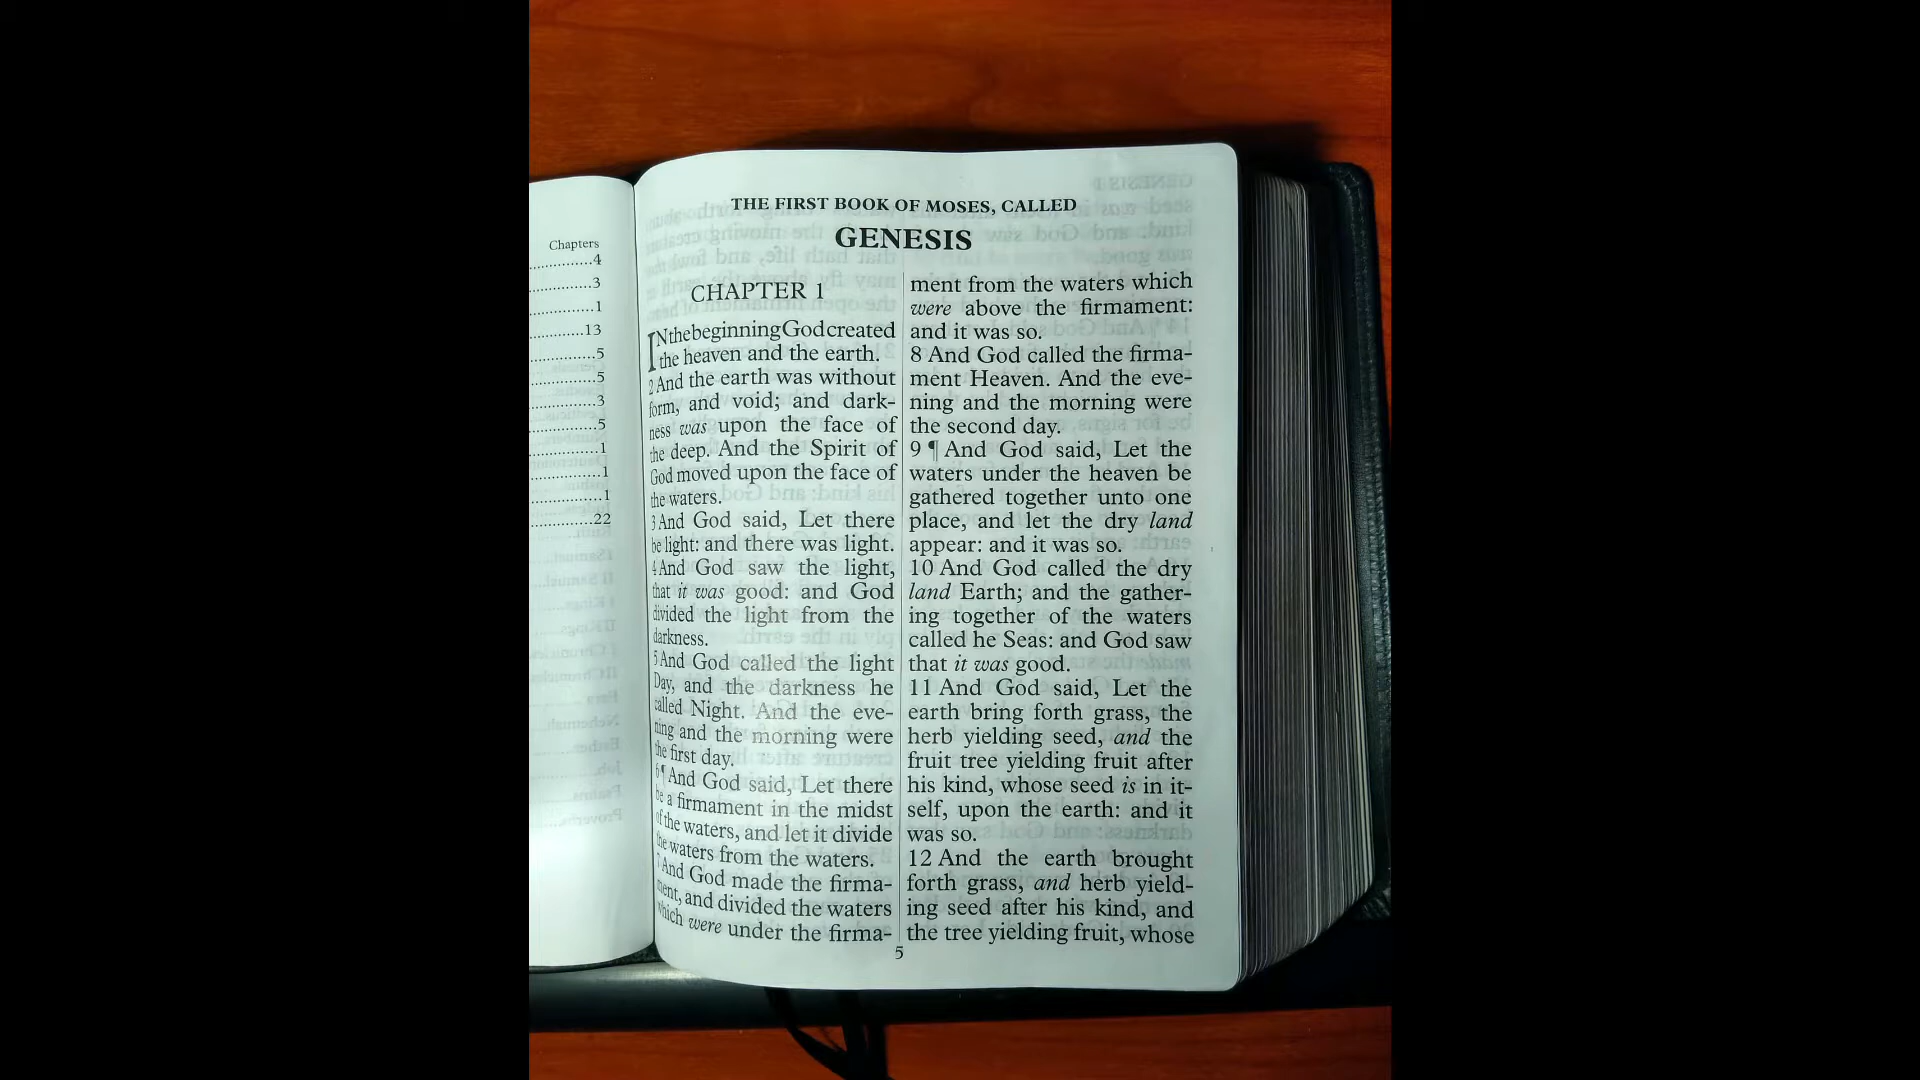 Chapters
..............4
..............3
..............1
............13
..............5
..............5
..............3
..............5
..............1
..............1
..............1
.............22
THE FIRST BOOK OF MOSES, CALLED
GENESIS
CHAPTER 1
IN the beginning God created
the heaven and the earth.
2 And the earth was without
form, and void; and dark-
ness was upon the face of
the deep. And the Spirit of
God moved upon the face of
the waters.
3 And God said, Let there
be light: and there was light.
4 And God saw the light,
that it was good: and God
divided the light from the
darkness.
5 And God called the light
Day, and the darkness he
called Night. And the eve-
ning and the morning were
the first day.
6 ¶ And God said, Let there
be a firmament in the midst
of the waters, and let it divide
the waters from the waters.
7 And God made the firma-
ment, and divided the waters
which were under the firma-
ment from the waters which
were above the firmament:
and it was so.
8 And God called the firma-
ment Heaven. And the eve-
ning and the morning were
the second day.
9 ¶ And God said, Let the
waters under the heaven be
gathered together unto one
place, and let the dry land
appear: and it was so.
10 And God called the dry
land Earth; and the gather-
ing together of the waters
called he Seas: and God saw
that it was good.
11 And God said, Let the
earth bring forth grass, the
herb yielding seed, and the
fruit tree yielding fruit after
his kind, whose seed is in it-
self, upon the earth: and it
was so.
12 And the earth brought
forth grass, and herb yield-
ing seed after his kind, and
the tree yielding fruit, whose
5